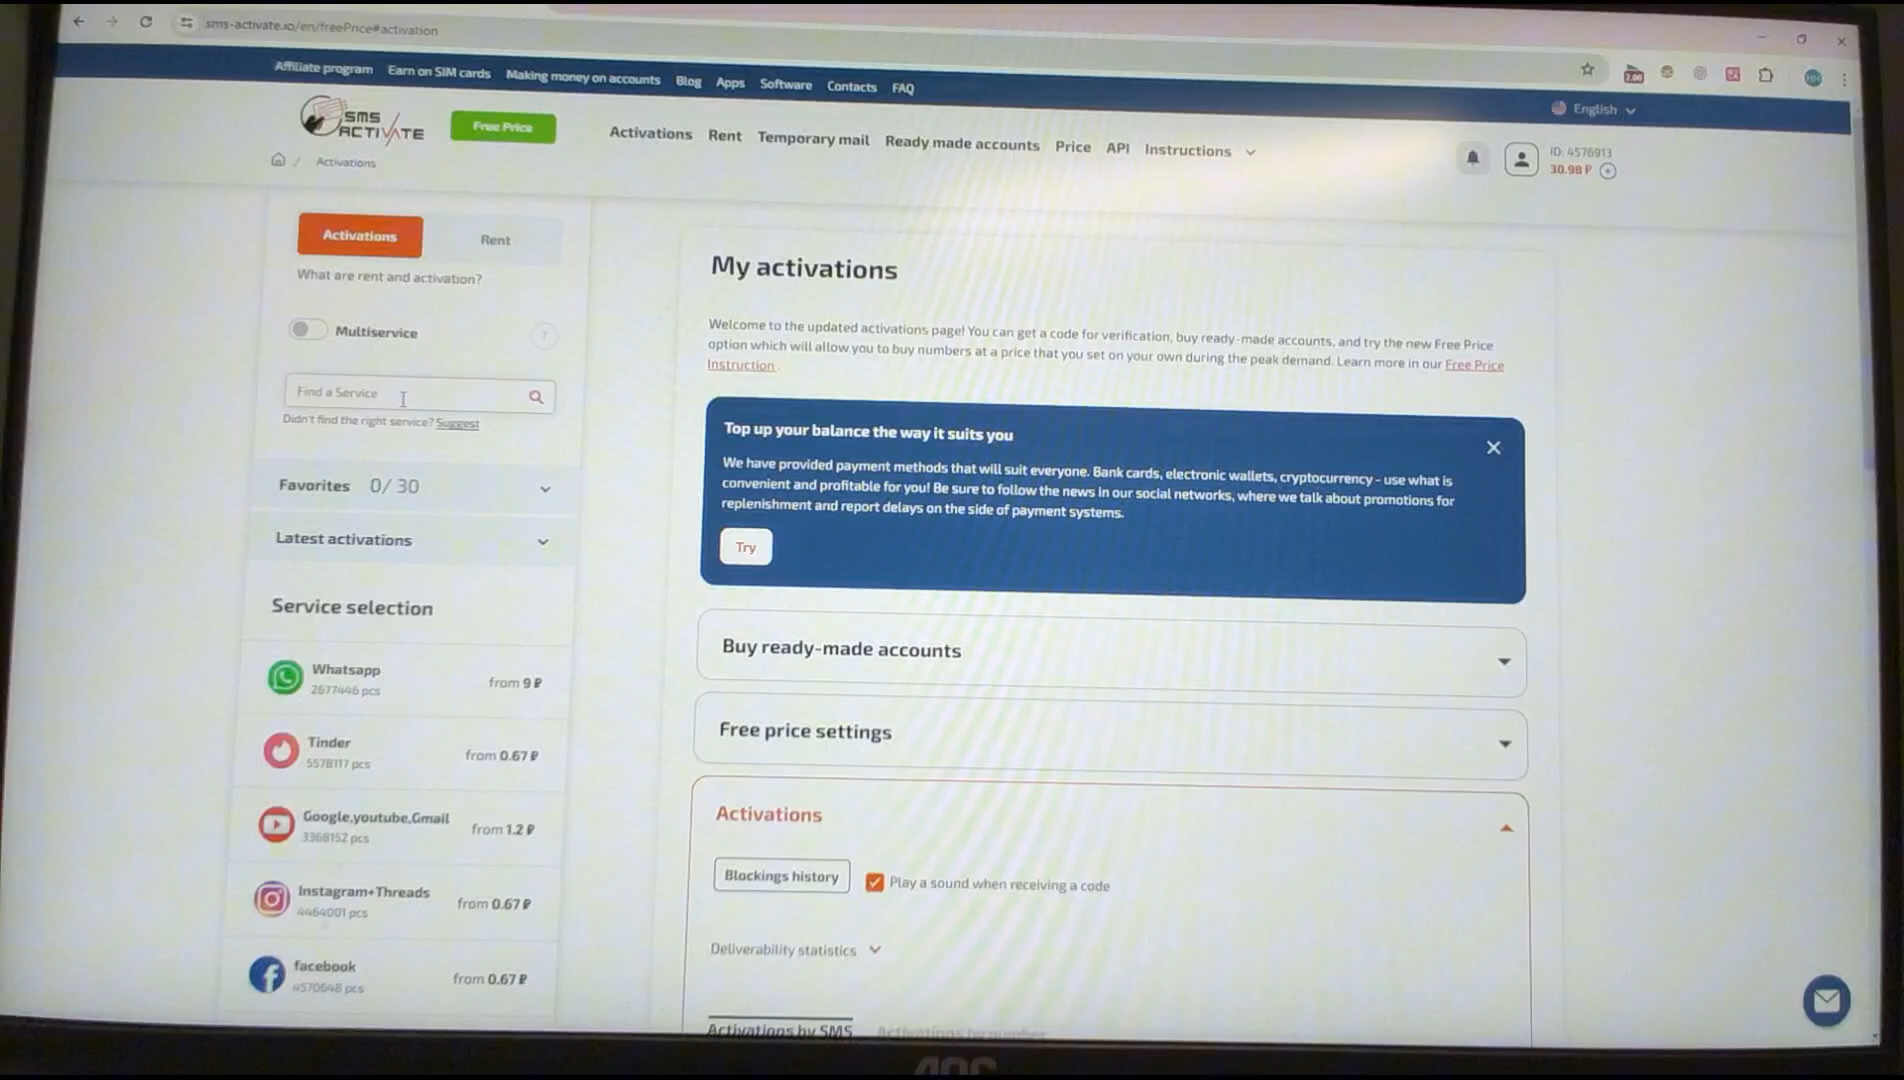 sms-activate.io/en/freePrice#activation
Affiliate program Earn on SIM cards Making money on accounts Blog Apps Software Contacts FAQ
English
SMS ACTIVATE
Free Price
Activations Rent Temporary mail Ready made accounts Price API Instructions
ID: 4576913
30.98 ₽
/ Activations
Activations Rent
What are rent and activation?
Multiservice ?
Find a Service
Didn't find the right service? Suggest
Favorites 0/ 30
Latest activations
Service selection
Whatsapp
2677446 pcs
from 9 ₽
Tinder
5578117 pcs
from 0.67 ₽
Google,youtube,Gmail
3368152 pcs
from 1.2 ₽
Instagram+Threads
4464001 pcs
from 0.67 ₽
facebook
4570648 pcs
from 0.67 ₽
My activations
Welcome to the updated activations page! You can get a code for verification, buy ready-made accounts, and try the new Free Price
option which will allow you to buy numbers at a price that you set on your own during the peak demand. Learn more in our Free Price
Instruction.
Top up your balance the way it suits you
We have provided payment methods that will suit everyone. Bank cards, electronic wallets, cryptocurrency - use what is
convenient and profitable for you! Be sure to follow the news in our social networks, where we talk about promotions for
replenishment and report delays on the side of payment systems.
Try
Buy ready-made accounts
Free price settings
Activations
Blockings history
Play a sound when receiving a code
Deliverability statistics
Activations by SMS Activations by number
AOC